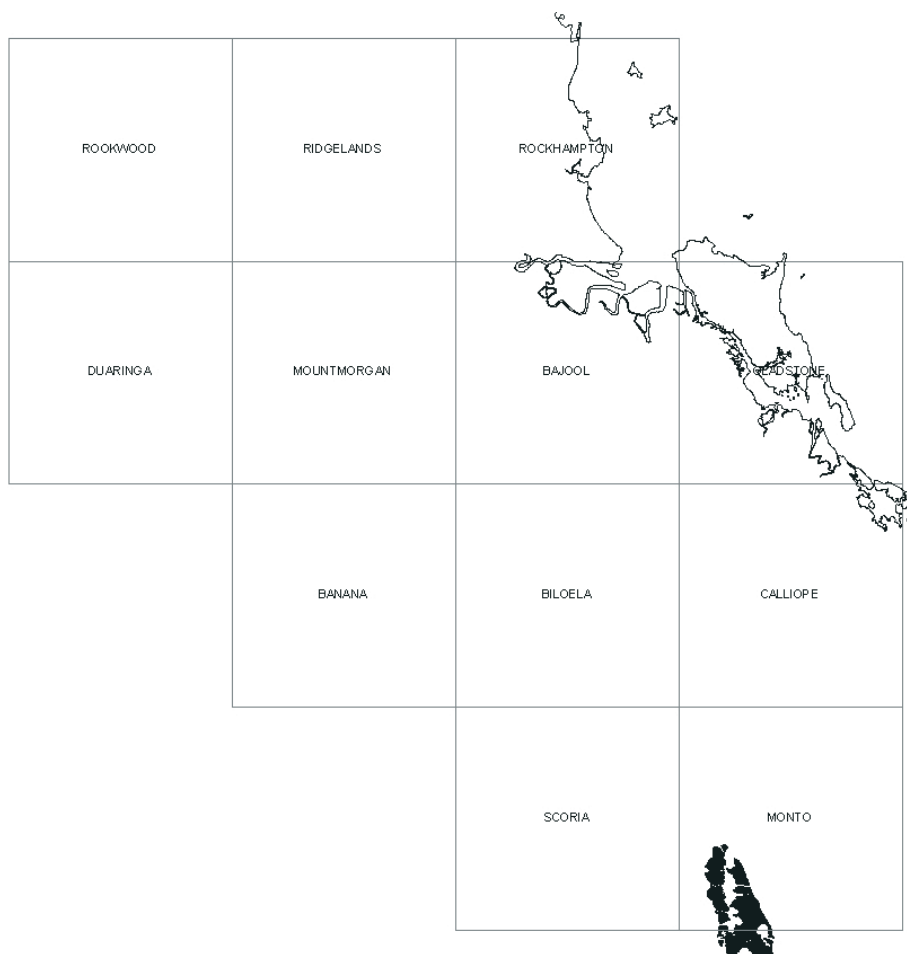 ROOKWOOD
RIDGELANDS
ROCKHAMPTON
DUARINGA
MOUNTMORGAN
BAJOOL
GLADSTONE
BANANA
BILOELA
CALLIOPE
SCORIA
MONTO